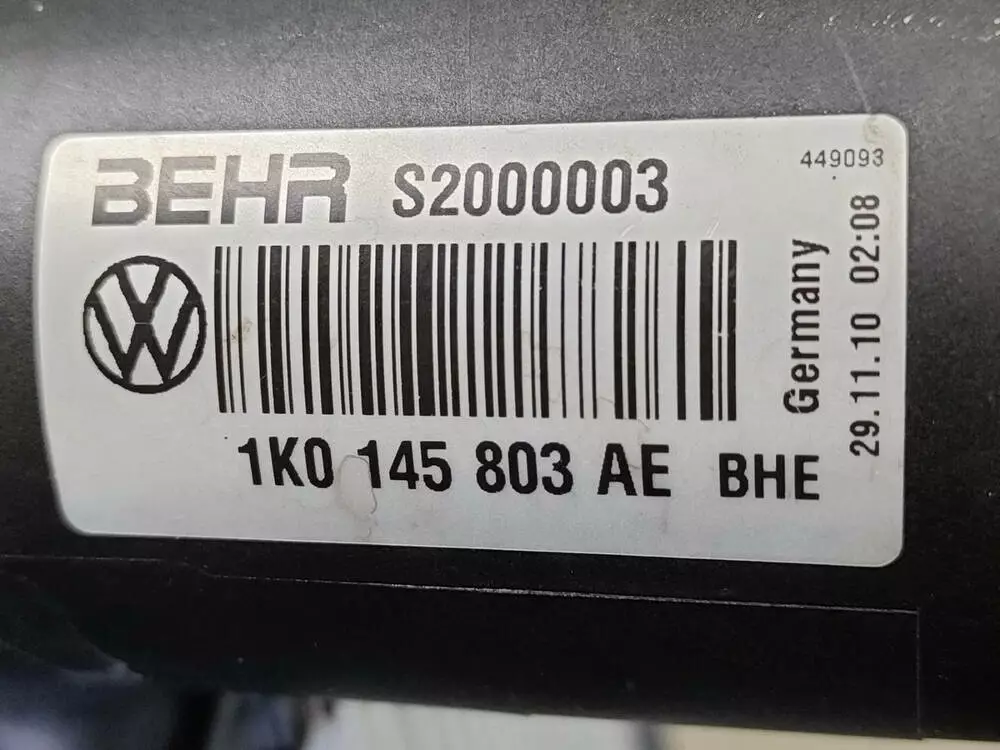 BEHR S2000003
449093
1K0 145 803 AE BHE
Germany
29.11.10 02:08